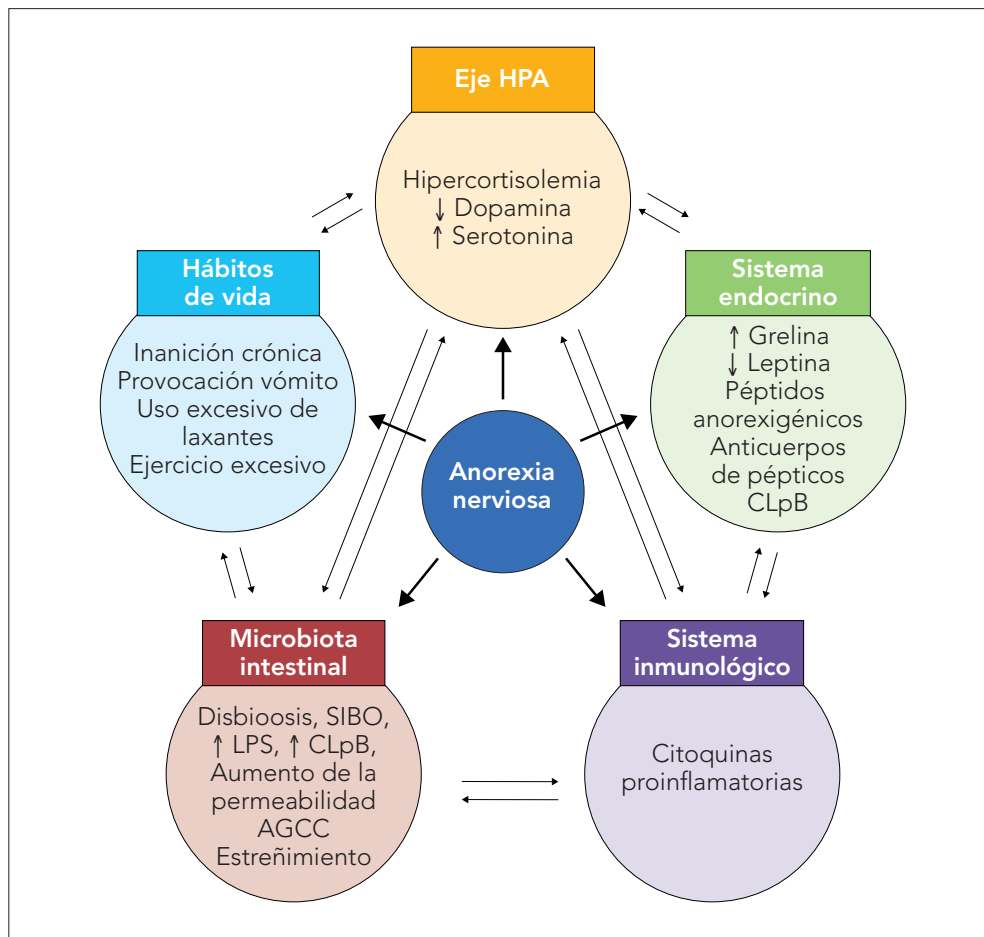 Eje HPA
Hipercortisolemia
↓ Dopamina
↑ Serotonina
Hábitos
de vida
Inanición crónica
Provocación vómito
Uso excesivo de
laxantes
Ejercicio excesivo
Sistema
endocrino
↑ Grelina
↓ Leptina
Péptidos
anorexigénicos
Anticuerpos
de pépticos
CLpB
Anorexia
nerviosa
Microbiota
intestinal
Disbioosis, SIBO,
↑ LPS, ↑ CLpB,
Aumento de la
permeabilidad
AGCC
Estreñimiento
Sistema
inmunológico
Citoquinas
proinflamatorias